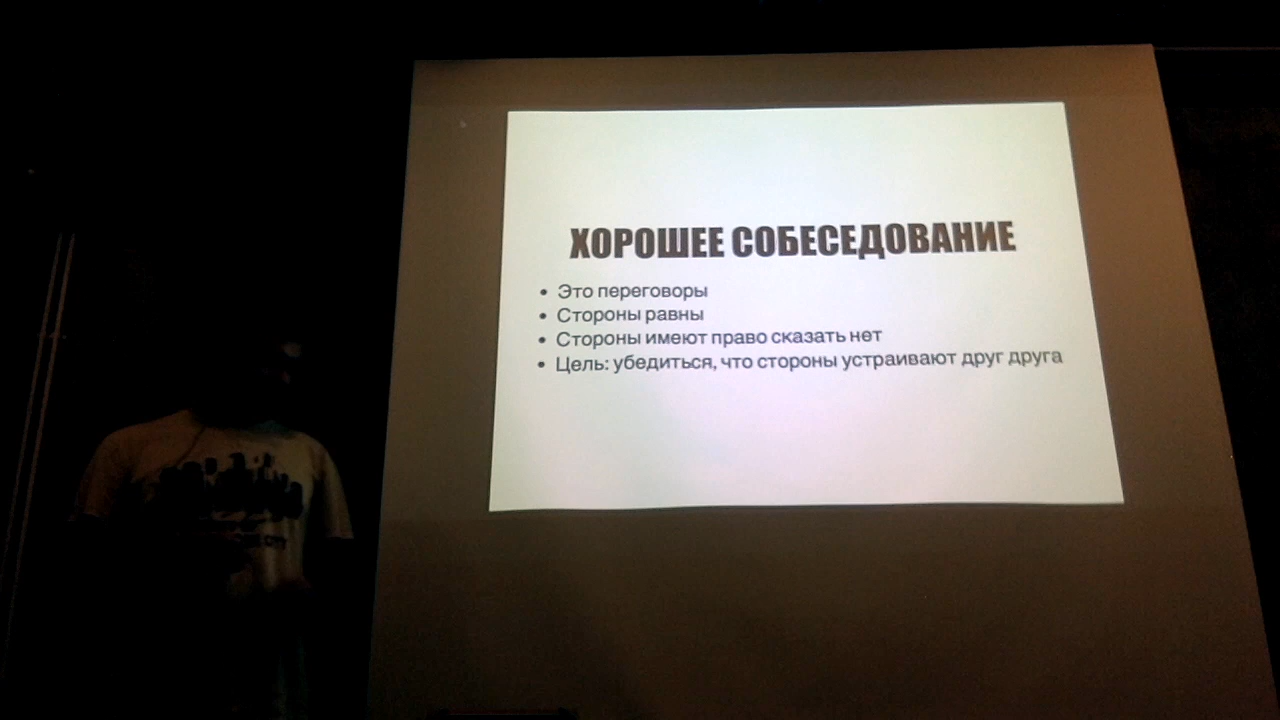 ХОРОШЕЕ СОБЕСЕДОВАНИЕ
• Это переговоры
• Стороны равны
• Стороны имеют право сказать нет
• Цель: убедиться, что стороны устраивают друг друга